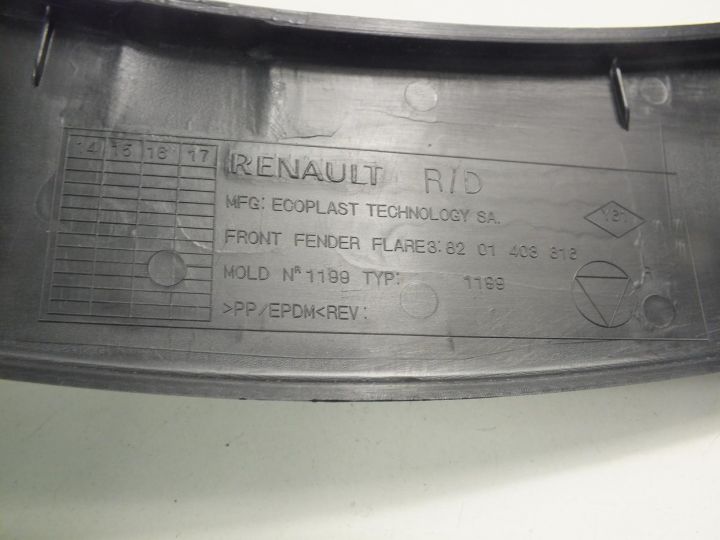 14 15 16 17
RENAULT R/D
MFG: ECOPLAST TECHNOLOGY SA.
FRONT FENDER FLARES: 82 01 403
MOLD Nº 1199 TYP: 1199
>PP/EPDM<REV: